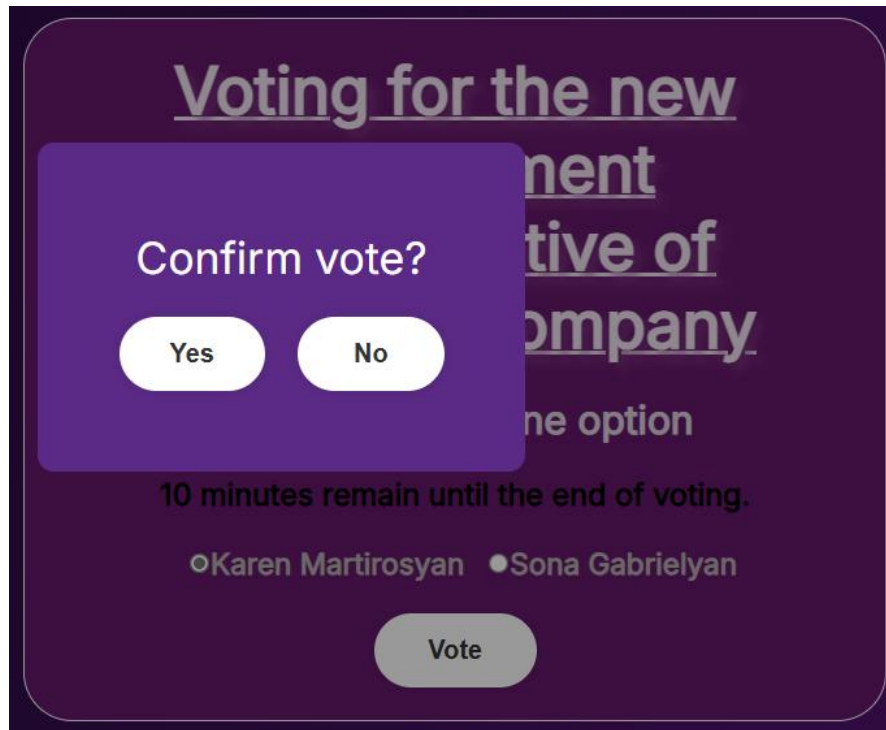 Voting for the new
ment
tive of
ompany
Confirm vote?
Yes No
ne option
10 minutes remain until the end of voting.
Karen Martirosyan Sona Gabrielyan
Vote